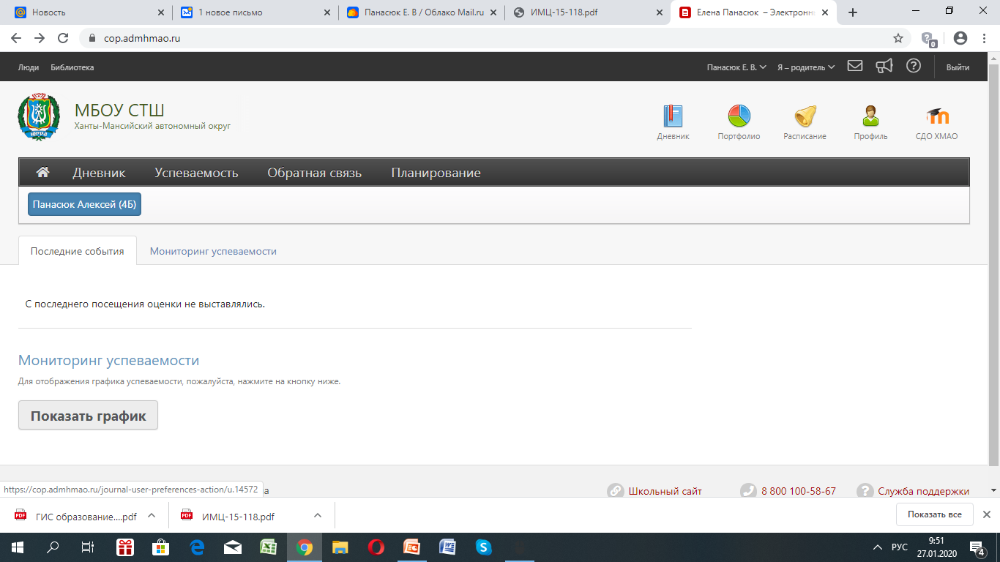 Новость
1 новое письмо
Панасюк Е. В / Облако Mail.ru
ИМЦ-15-118.pdf
Елена Панасюк – Электронн
cop.admhmao.ru
0
Люди Библиотека
Панасюк Е. В. Я – родитель Выйти
МБОУ СТШ
Ханты-Мансийский автономный округ
ЮГРА
Дневник Портфолио Расписание Профиль СДО ХМАО
Дневник Успеваемость Обратная связь Планирование
Панасюк Алексей (4Б)
Последние события Мониторинг успеваемости
С последнего посещения оценки не выставлялись.
Мониторинг успеваемости
Для отображения графика успеваемости, пожалуйста, нажмите на кнопку ниже.
Показать график
https://cop.admhmao.ru/journal-user-preferences-action/u.14572 а
Школьный сайт 8 800 100-58-67 Служба поддержки
PDF ГИС образование....pdf PDF ИМЦ-15-118.pdf Показать все
РУС
9:51
27.01.2020
4